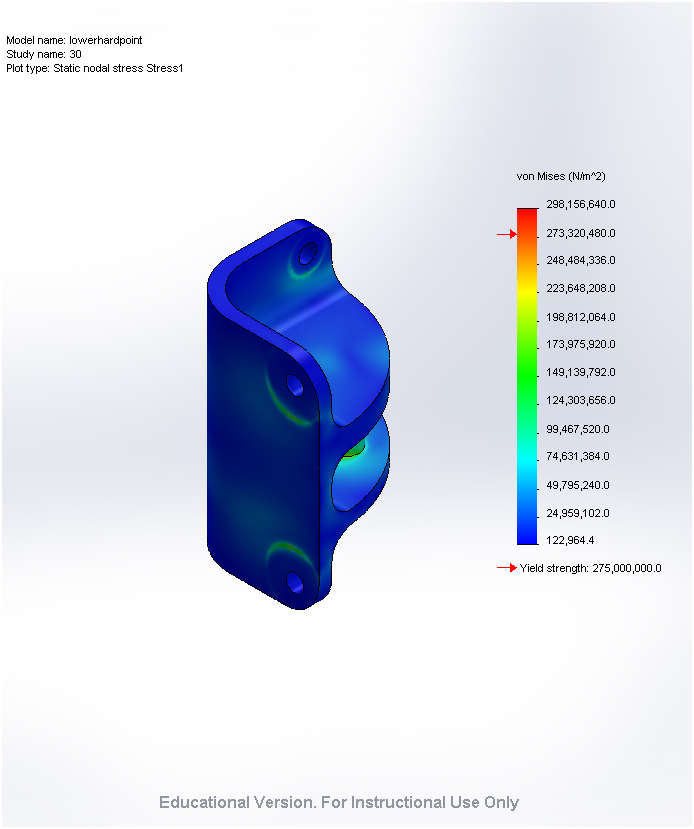 Model name: lowerhardpoint
Study name: 30
Plot type: Static nodal stress Stress1
von Mises (N/m^2)
298,156,640.0
273,320,480.0
248,484,336.0
223,648,208.0
198,812,064.0
173,975,920.0
149,139,792.0
124,303,656.0
99,467,520.0
74,631,384.0
49,795,240.0
24,959,102.0
122,964.4
Yield strength: 275,000,000.0
Educational Version. For Instructional Use Only